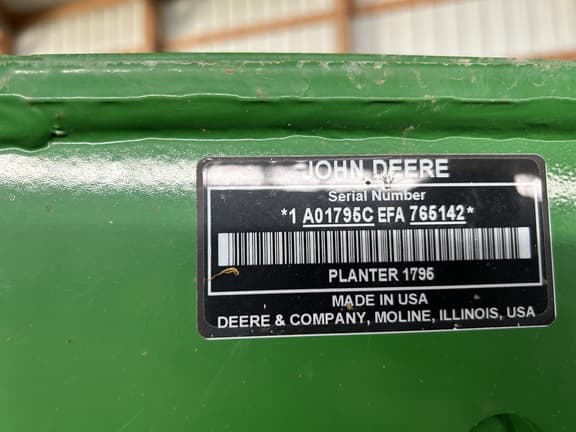 JOHN DEERE
Serial Number
*1 A01795C EFA 765142*
PLANTER 1795
MADE IN USA
DEERE & COMPANY, MOLINE, ILLINOIS, USA